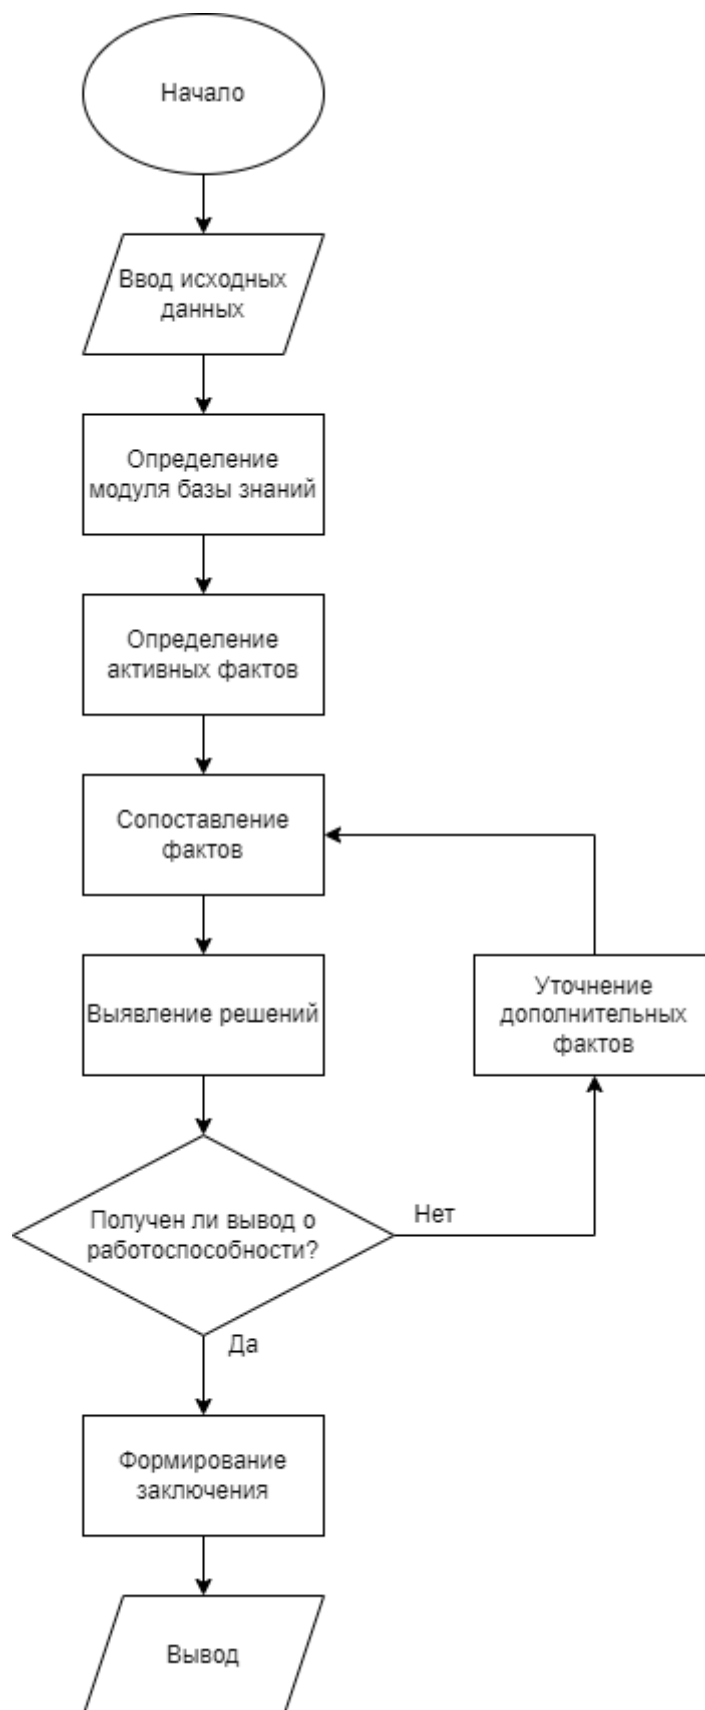 Начало
Ввод исходных
данных
Определение
модуля базы знаний
Определение
активных фактов
Сопоставление
фактов
Выявление решений
Уточнение
дополнительных
фактов
Получен ли вывод о
работоспособности?
Нет
Да
Формирование
заключения
Вывод